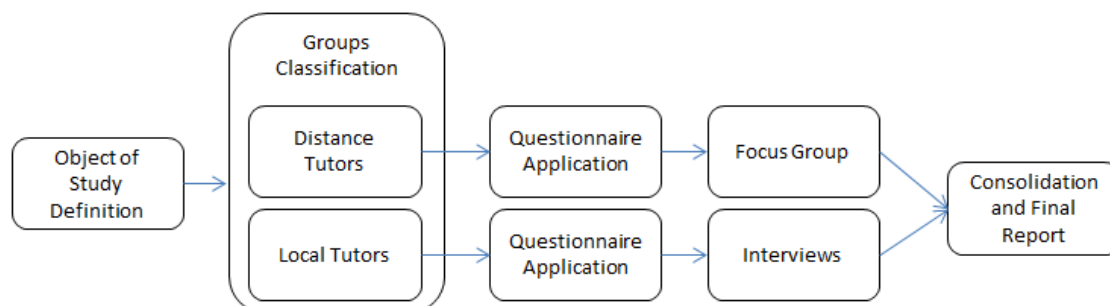 Groups
Classification
Object of
Study
Definition
Distance
Tutors
Questionnaire
Application
Focus Group
Local Tutors
Questionnaire
Application
Interviews
Consolidation
and Final
Report